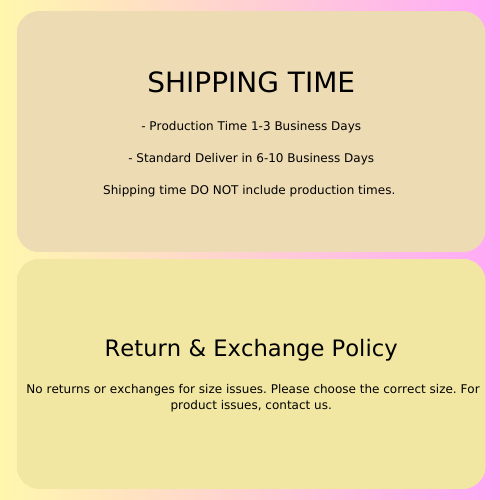 SHIPPING TIME
- Production Time 1-3 Business Days
- Standard Deliver in 6-10 Business Days
Shipping time DO NOT include production times.
Return & Exchange Policy
No returns or exchanges for size issues. Please choose the correct size. For
product issues, contact us.